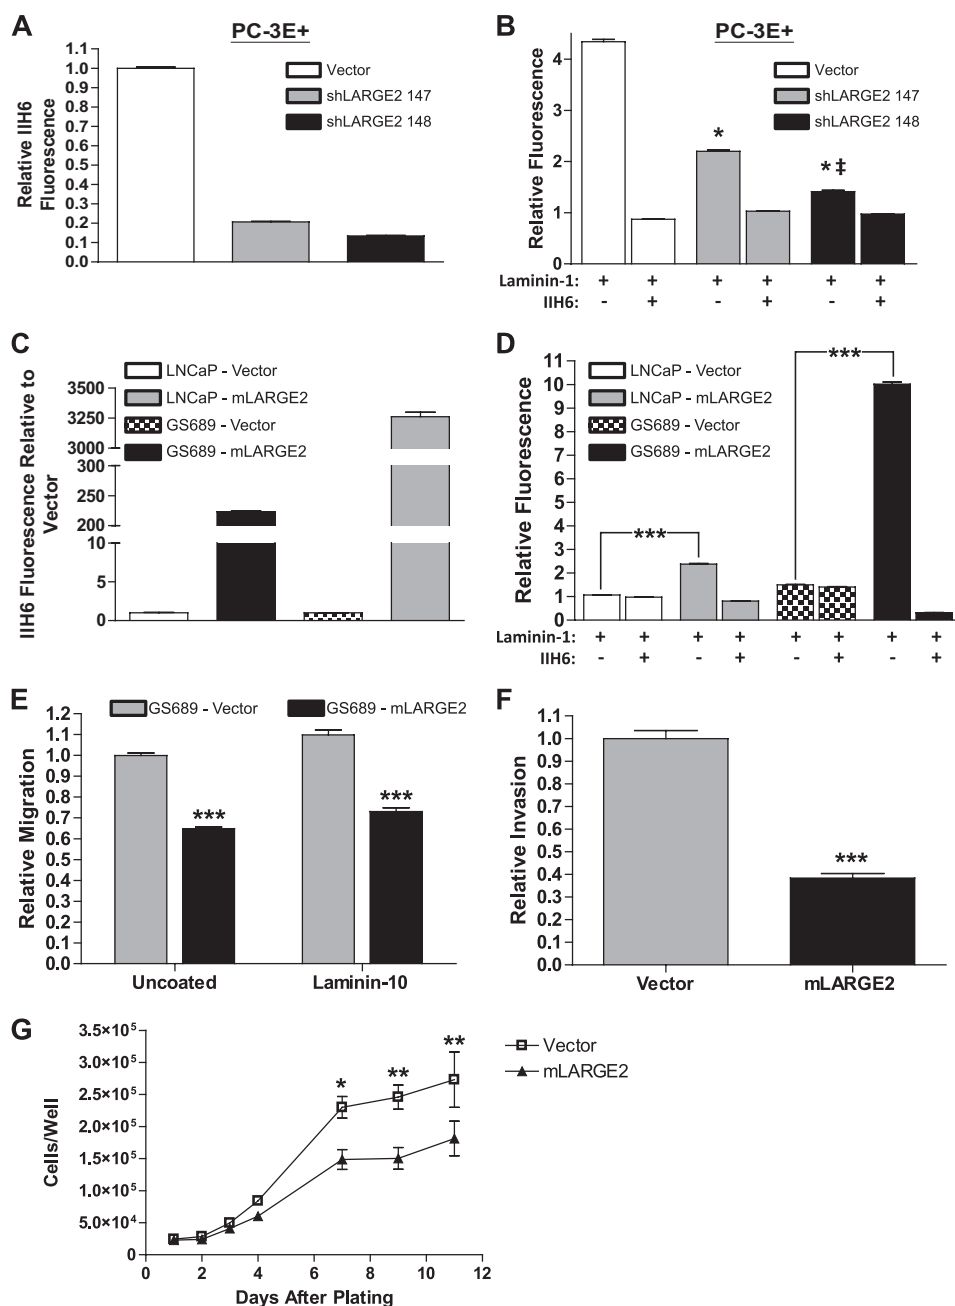 A
PC-3E+
Relative IIH6
Fluorescence
1.1
1.0
0.9
0.8
0.7
0.6
0.5
0.4
0.3
0.2
0.1
0.0
Vector
shLARGE2 147
shLARGE2 148
B
PC-3E+
Relative Fluorescence
4
3
2
1
0
Vector
shLARGE2 147
shLARGE2 148
*
*‡
Laminin-1: + + + + + +
IIH6: - + - + - +
C
IIH6 Fluorescence Relative to
Vector
3500
3250
3000
300
250
200
10
5
0
LNCaP - Vector
LNCaP - mLARGE2
GS689 - Vector
GS689 - mLARGE2
D
Relative Fluorescence
11
10
9
8
7
6
5
4
3
2
1
0
LNCaP - Vector
LNCaP - mLARGE2
GS689 - Vector
GS689 - mLARGE2
***
***
Laminin-1: + + + + + + + +
IIH6: - + - + - + - +
E
Relative Migration
1.2
1.1
1.0
0.9
0.8
0.7
0.6
0.5
0.4
0.3
0.2
0.1
0.0
GS689 - Vector
GS689 - mLARGE2
***
***
Uncoated
Laminin-10
F
Relative Invasion
1.1
1.0
0.9
0.8
0.7
0.6
0.5
0.4
0.3
0.2
0.1
0.0
***
Vector
mLARGE2
G
Cells/Well
3.5×10⁵
3.0×10⁵
2.5×10⁵
2.0×10⁵
1.5×10⁵
1.0×10⁵
5.0×10⁴
0
*
**
**
Vector
mLARGE2
0 2 4 6 8 10 12
Days After Plating